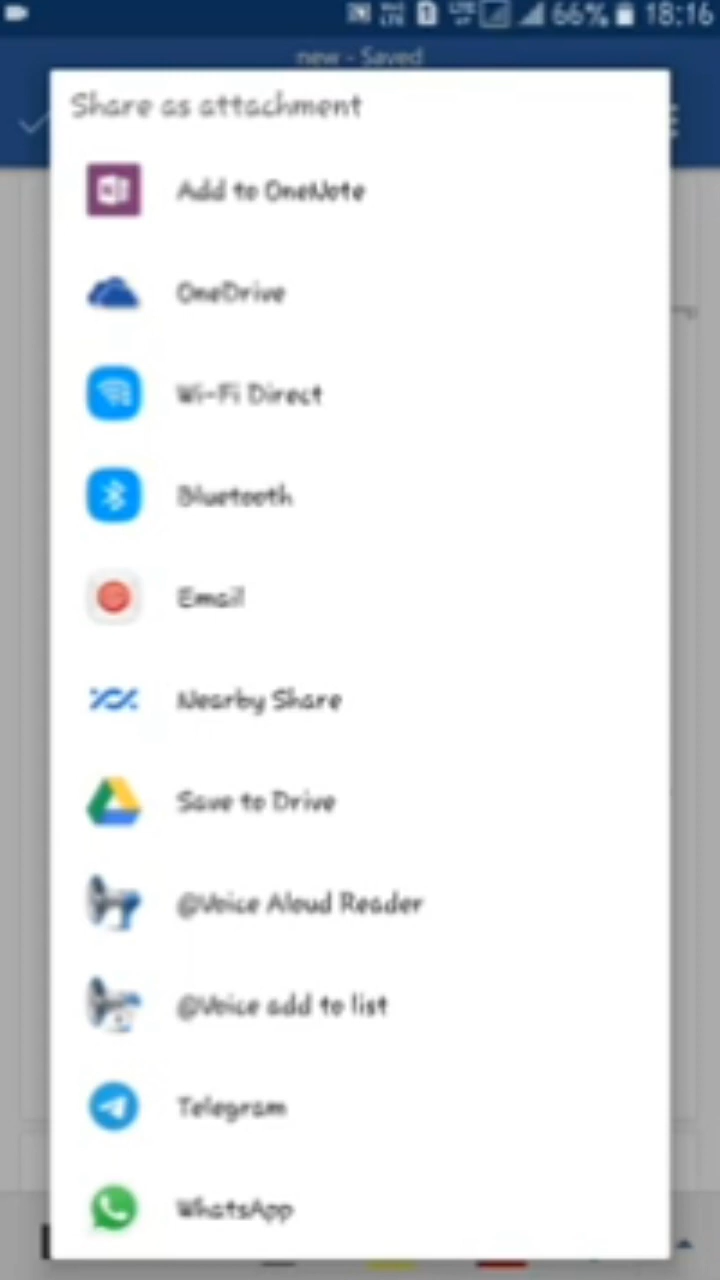 66% 18:16
new - Saved
Share as attachment
Add to OneNote
OneDrive
Wi-Fi Direct
Bluetooth
Email
Nearby Share
Save to Drive
@Voice Aloud Reader
@Voice add to list
Telegram
WhatsApp